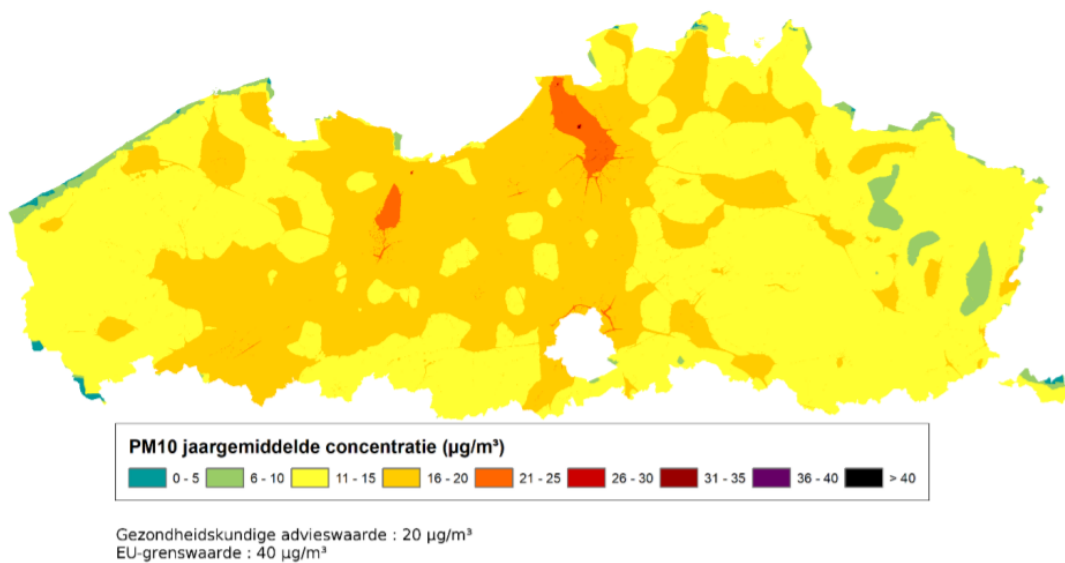 PM10 jaargemiddelde concentratie (µg/m³)
0 - 5 6 - 10 11 - 15 16 - 20 21 - 25 26 - 30 31 - 35 36 - 40 > 40
Gezondheidskundige advieswaarde : 20 µg/m³
EU-grenswaarde : 40 µg/m³